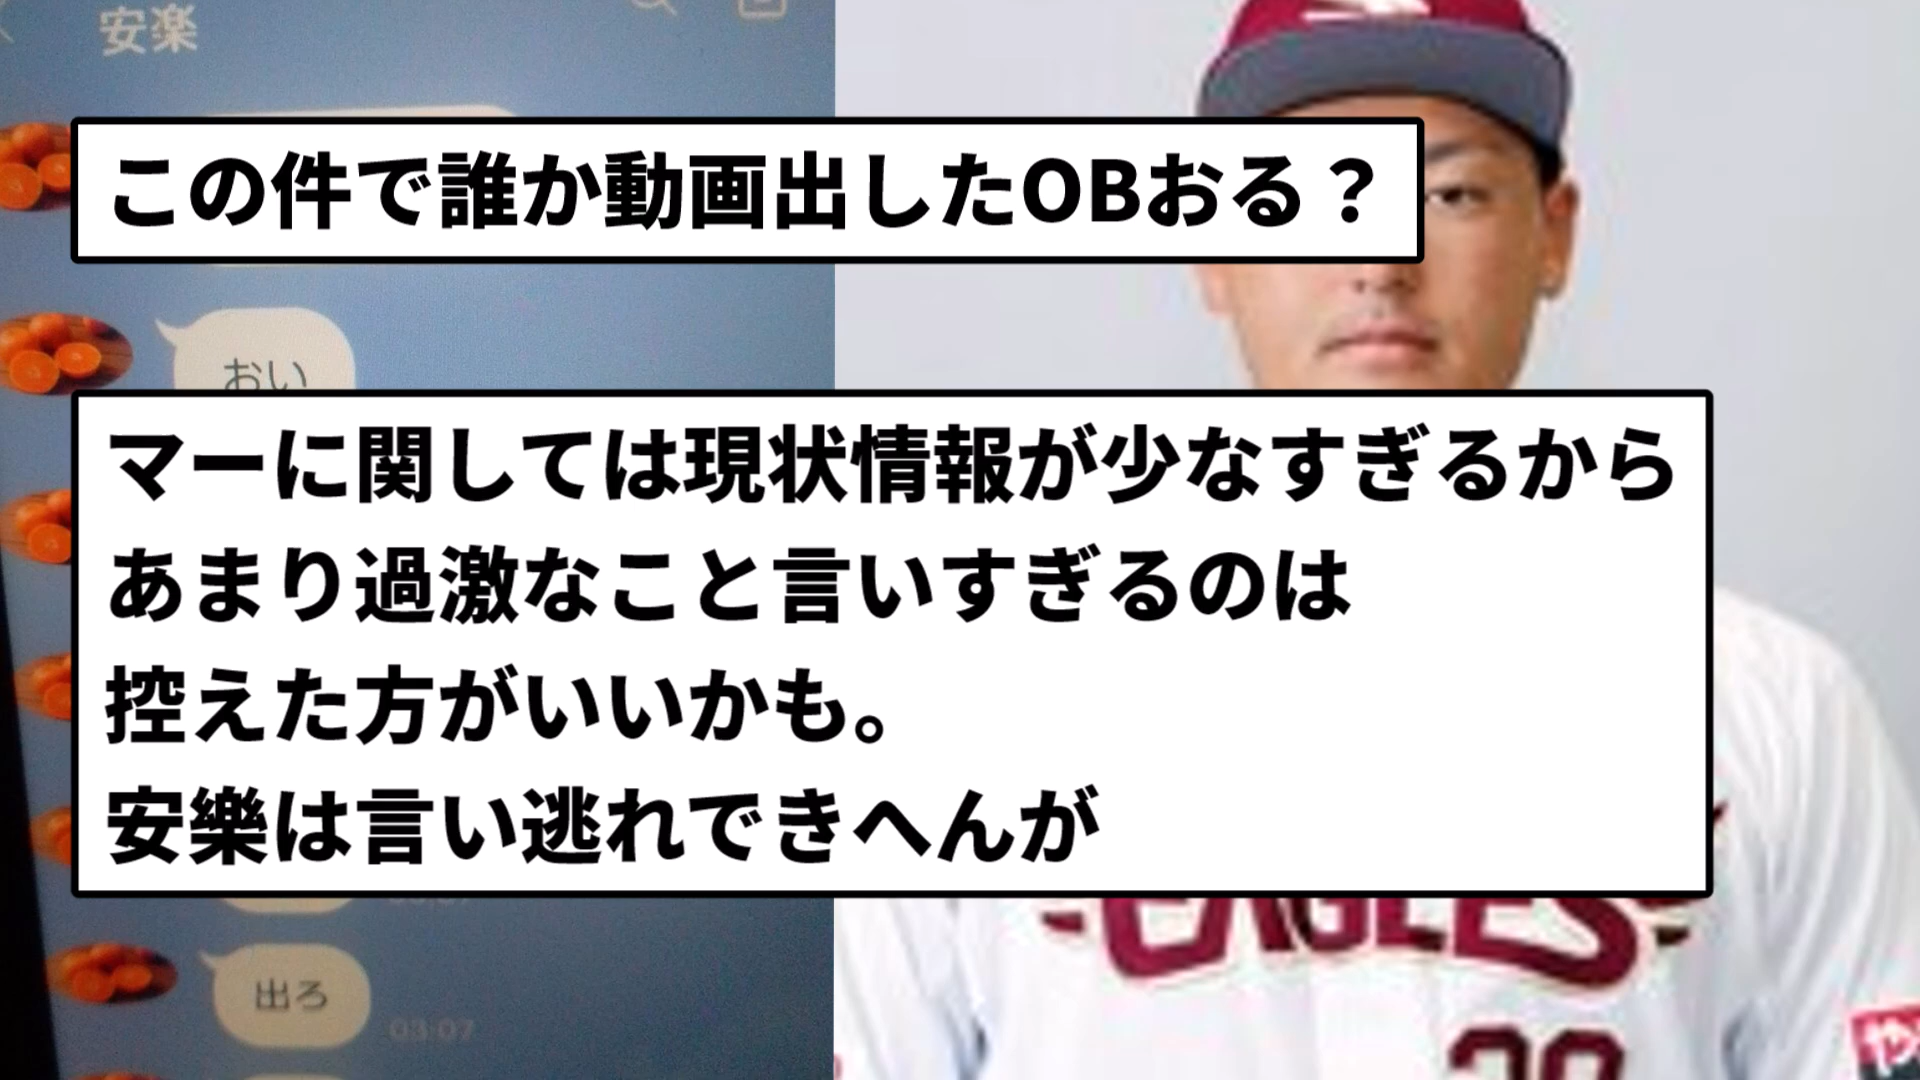 安楽
この件で誰か動画出したOBおる？
おい
マーに関しては現状情報が少なすぎるから
あまり過激なこと言いすぎるのは
控えた方がいいかも。
安樂は言い逃れできへんが
出ろ
03:07
EAGLES